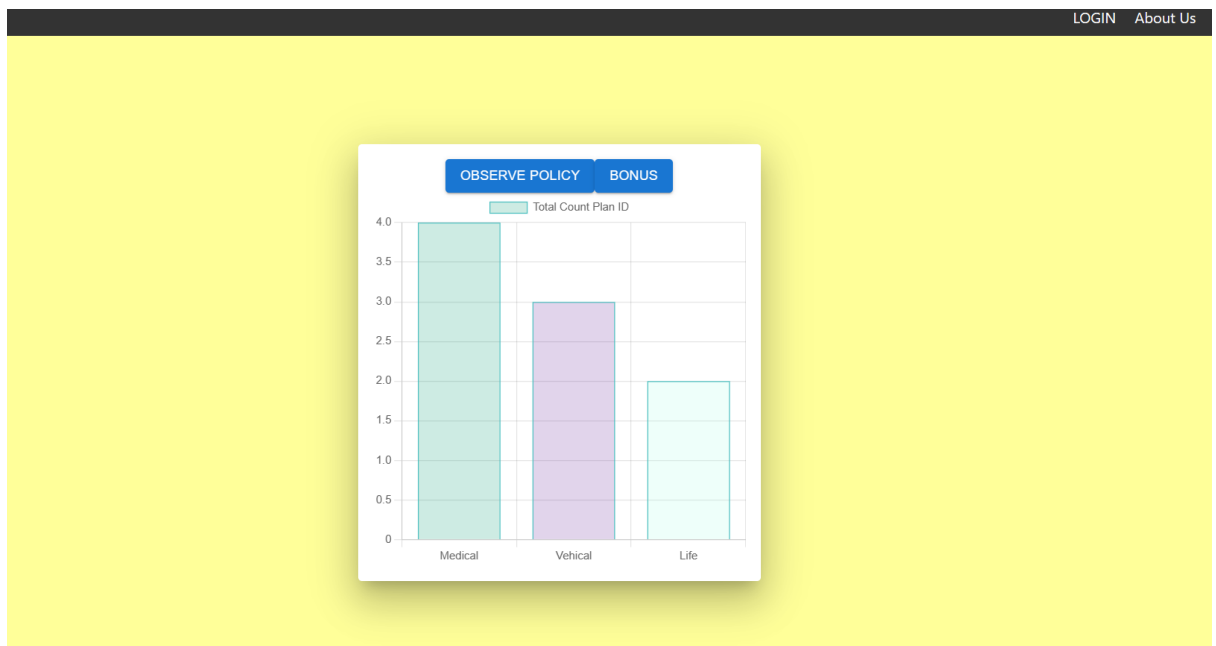 LOGIN About Us
OBSERVE POLICY BONUS
Total Count Plan ID
4.0
3.5
3.0
2.5
2.0
1.5
1.0
0.5
0
Medical Vehical Life